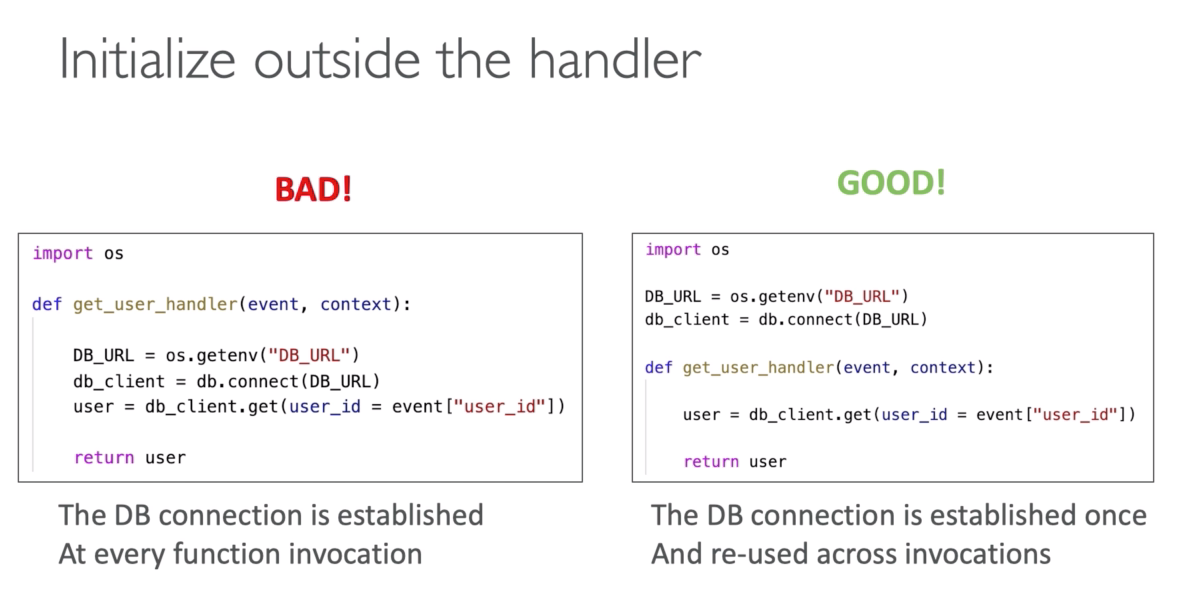 Initialize outside the handler
BAD!
import os
def get_user_handler(event, context):
DB_URL = os.getenv("DB_URL")
db_client = db.connect(DB_URL)
user = db_client.get(user_id = event["user_id"])
return user
The DB connection is established
At every function invocation
GOOD!
import os
DB_URL = os.getenv("DB_URL")
db_client = db.connect(DB_URL)
def get_user_handler(event, context):
user = db_client.get(user_id = event["user_id"])
return user
The DB connection is established once
And re-used across invocations